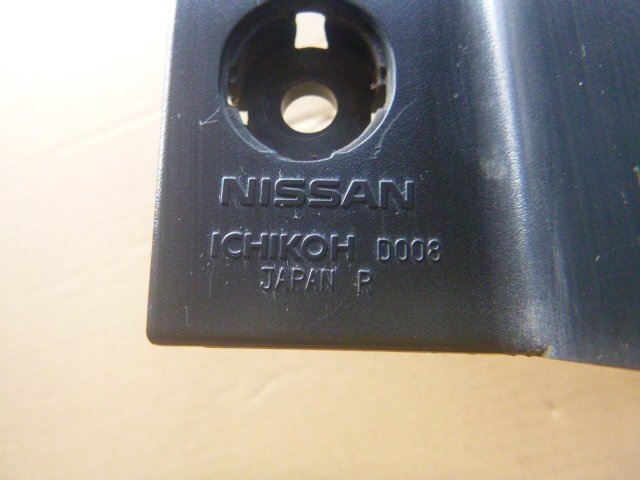 NISSAN
ICHIKOH D008
JAPAN R